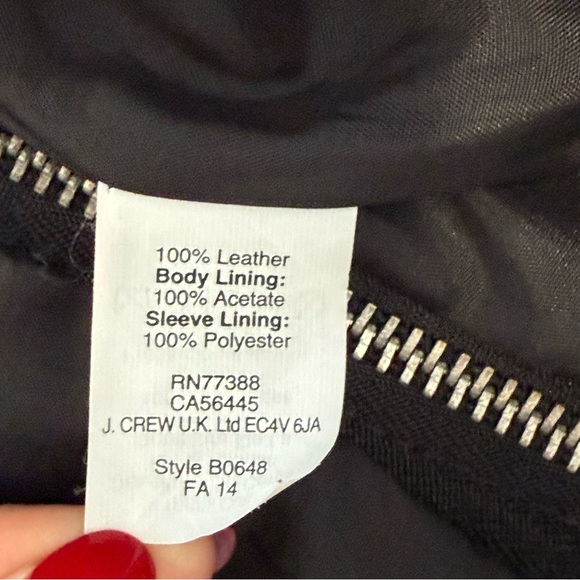 100% Leather
Body Lining:
100% Acetate
Sleeve Lining:
100% Polyester
RN77388
CA56445
J. CREW U.K. Ltd EC4V 6JA
Style B0648
FA 14